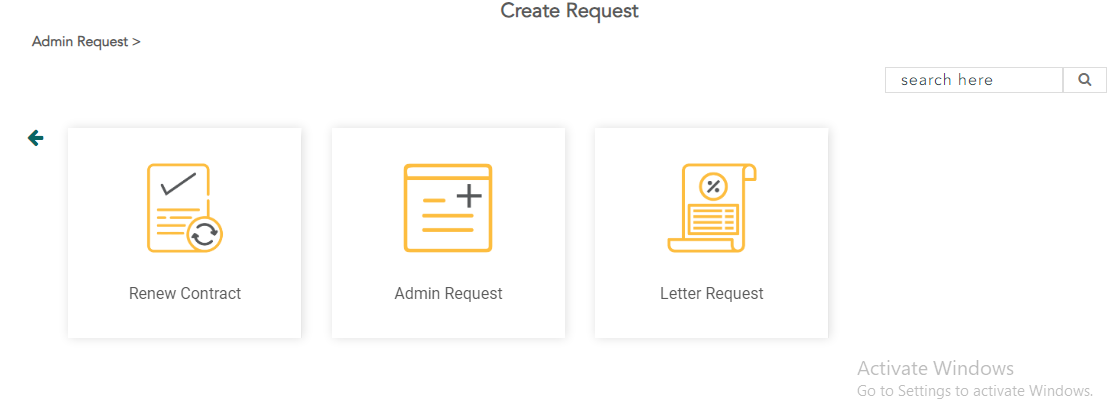 Create Request
Admin Request >
search here
Renew Contract
Admin Request
Letter Request
Activate Windows
Go to Settings to activate Windows.